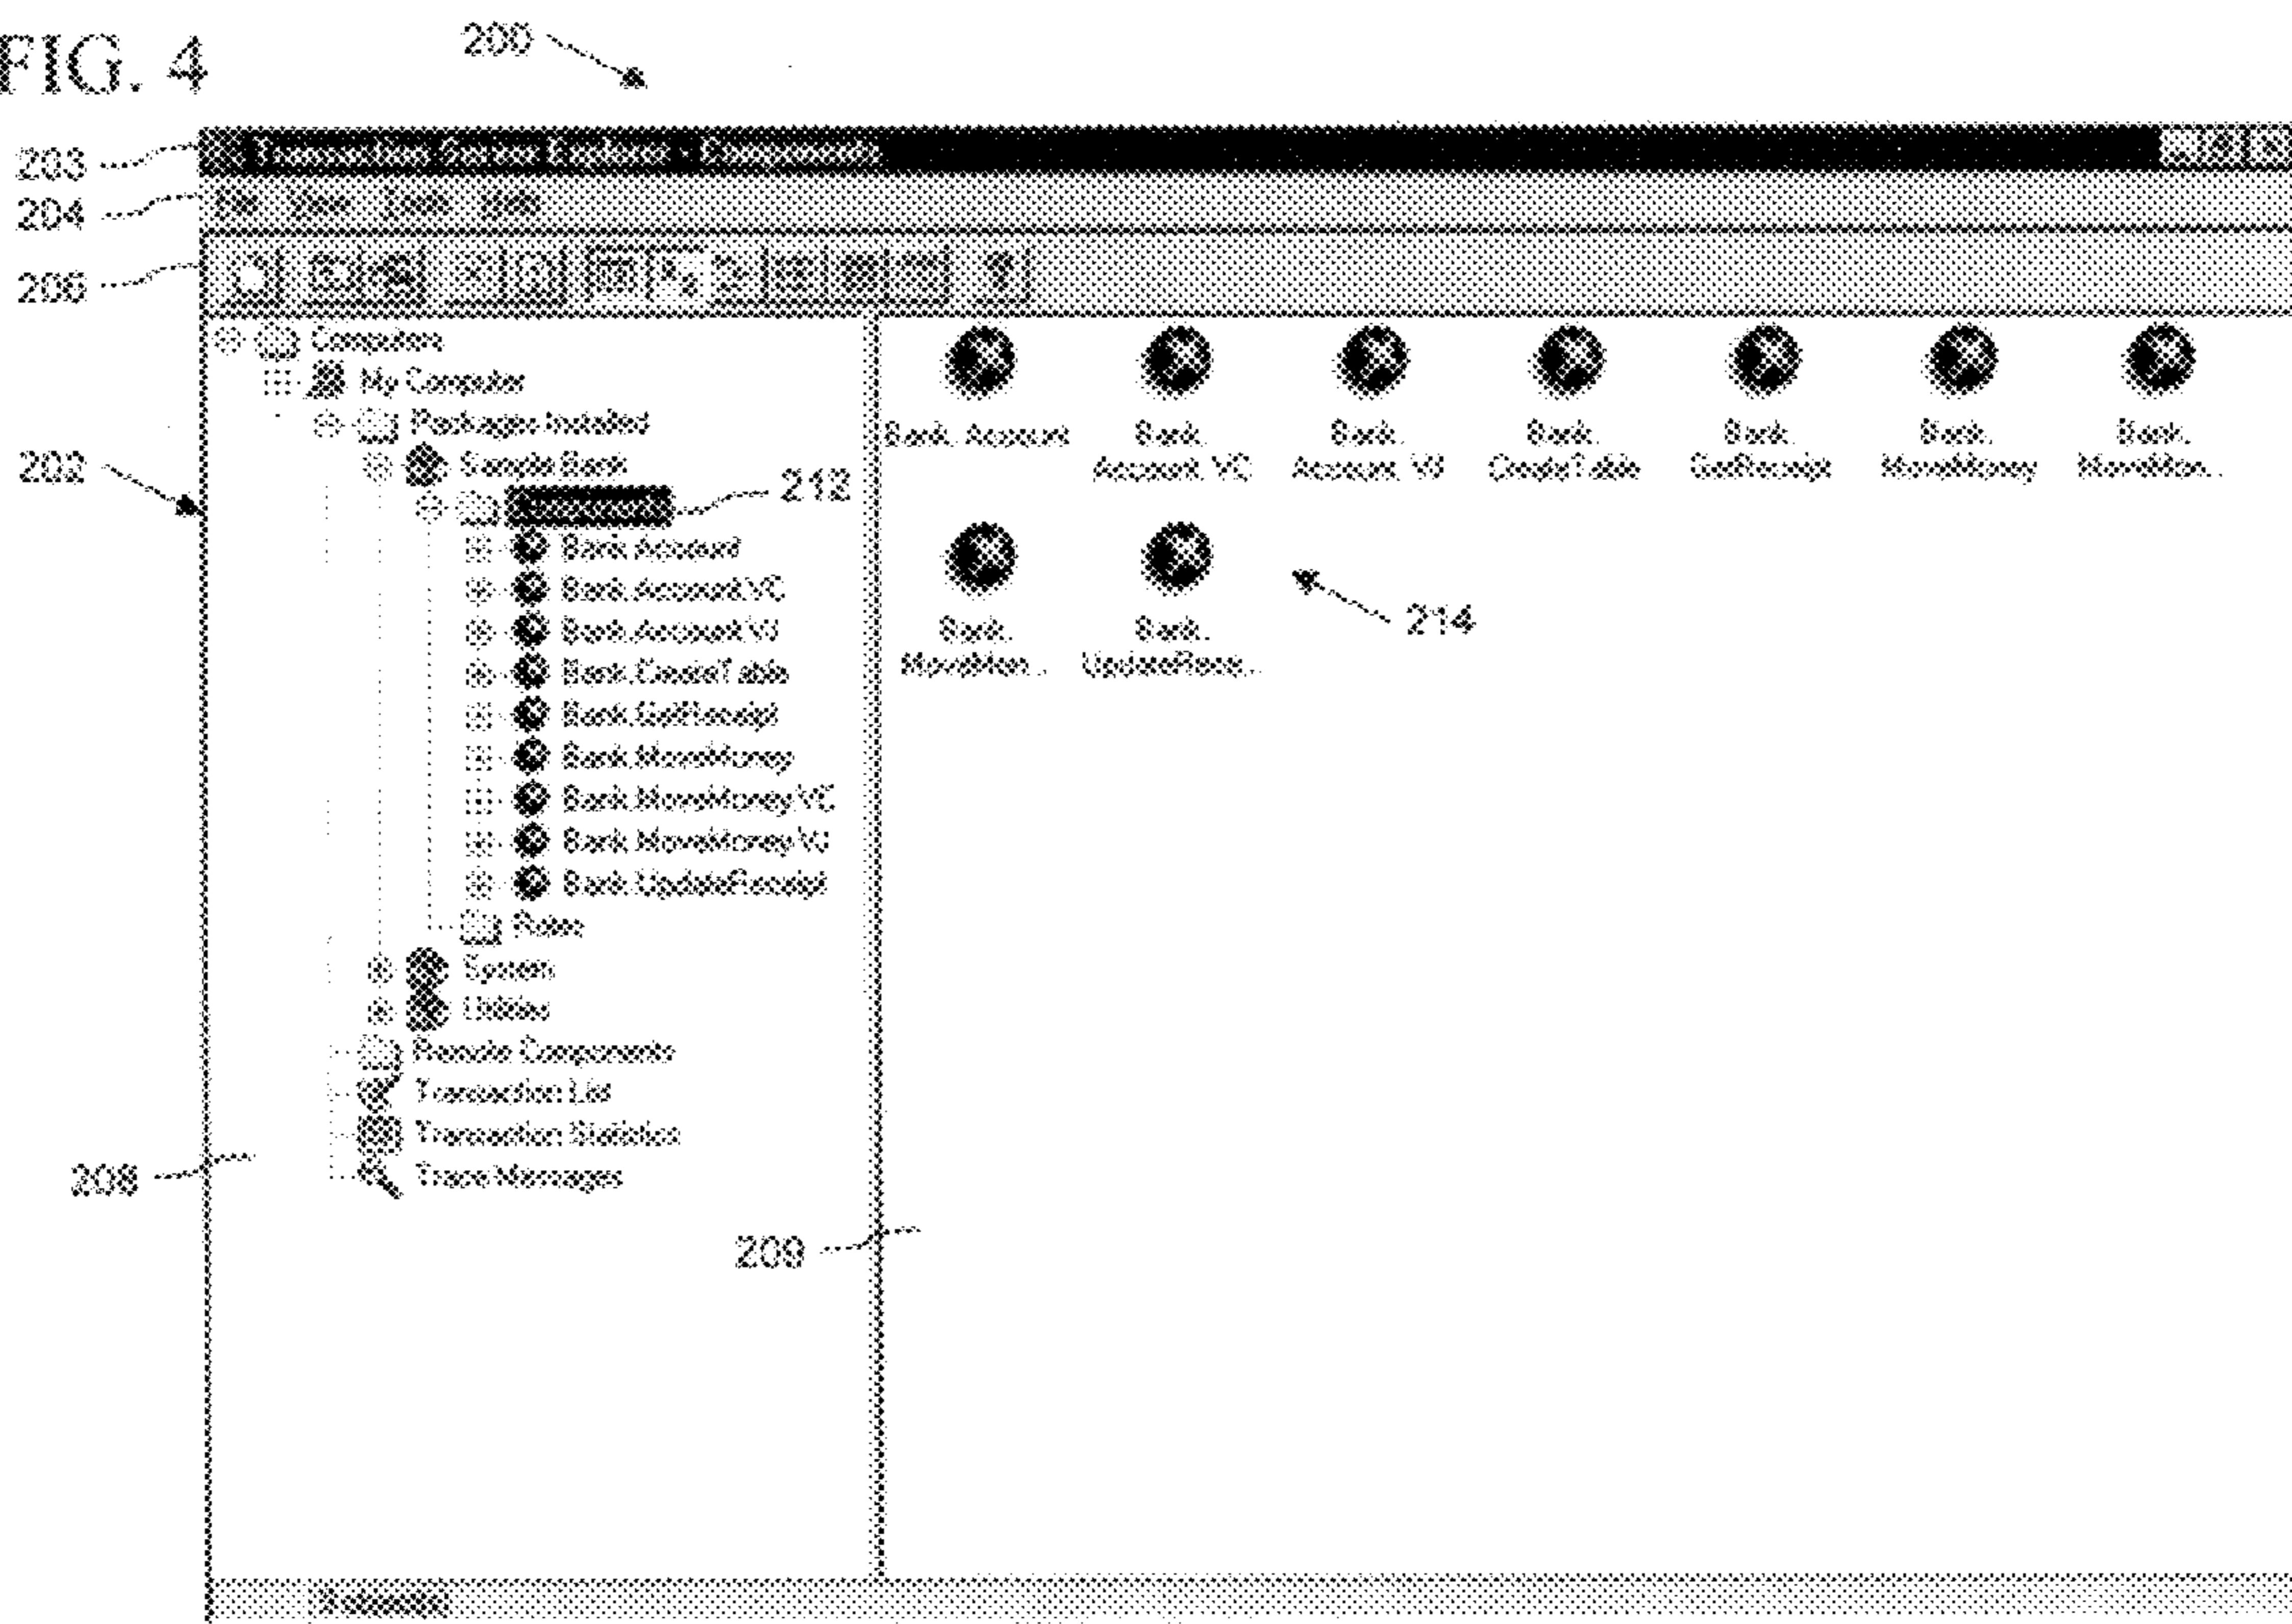 FIG. 4
200
203
204
206
Computers
My Computer
Packages Installed
202
Sample Bank
212
Bank.Account
Bank.Account.VC
Bank.Account.VJ
Bank.CreateTable
Bank.GetReceipt
Bank.MoveMoney
Bank.MoveMoney.VC
Bank.MoveMoney.VJ
Bank.UpdateReceipt
Roles
System
Utilities
Remote Components
Transaction List
Transaction Statistics
Trace Messages
208
209
Bank.Account
Bank.
Account.VC
Bank.
Account.VJ
Bank.
CreateTable
Bank.
GetReceipt
Bank.
MoveMoney
Bank.
MoveMon...
Bank.
MoveMon...
Bank.
UpdateRece...
214